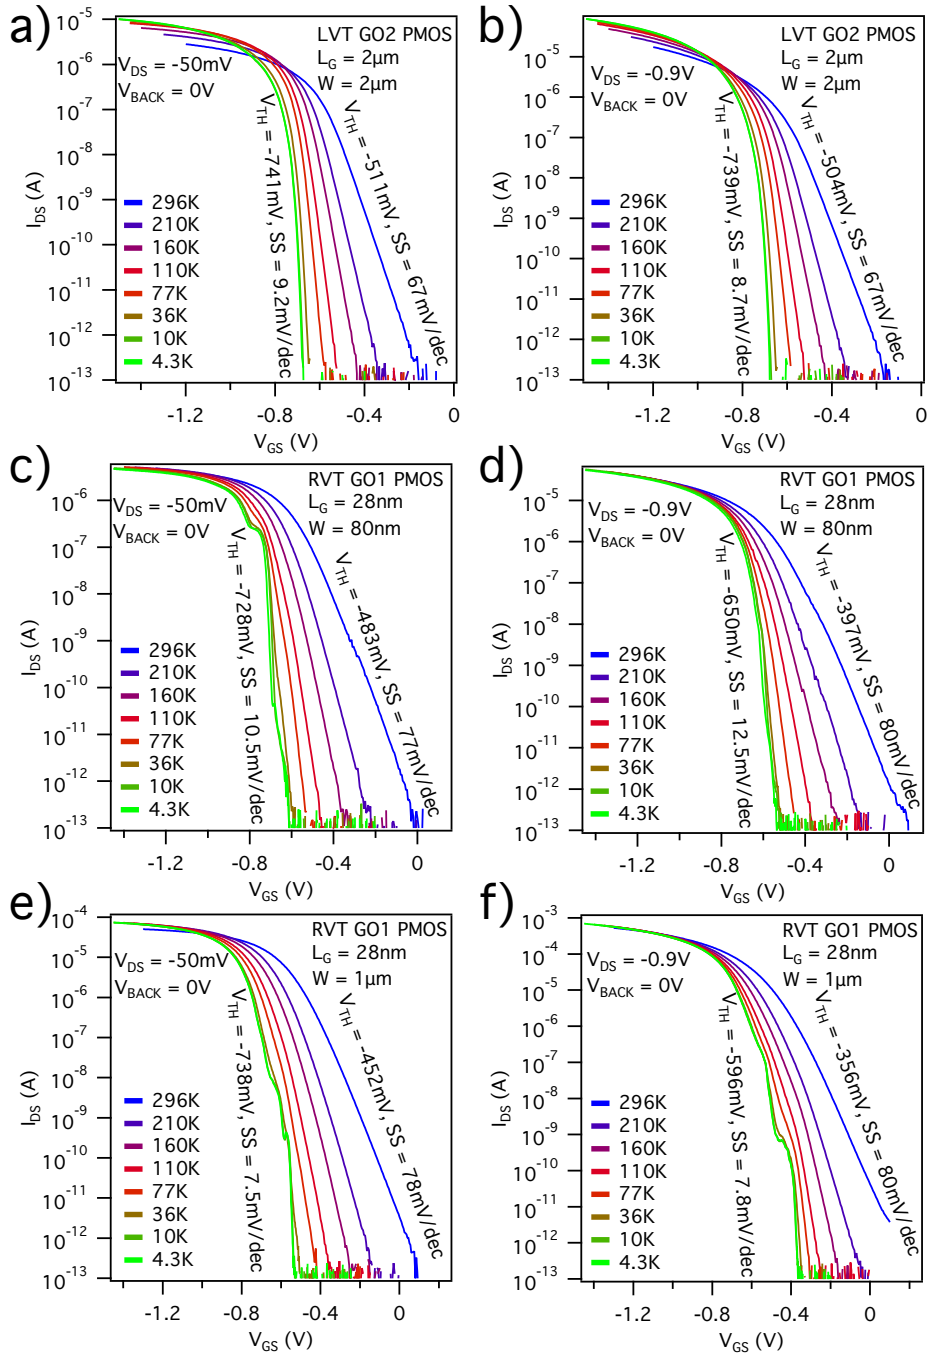 a)
LVT GO2 PMOS
L_G = 2µm
W = 2µm
V_DS = -50mV
V_BACK = 0V
V_TH = -741mV, SS = 9.2mV/dec
V_TH = -511mV, SS = 67mV/dec
296K
210K
160K
110K
77K
36K
10K
4.3K
I_DS (A)
10^-5
10^-6
10^-7
10^-8
10^-9
10^-10
10^-11
10^-12
10^-13
-1.2 -0.8 -0.4 0
V_GS (V)
b)
LVT GO2 PMOS
L_G = 2µm
W = 2µm
V_DS = -0.9V
V_BACK = 0V
V_TH = -739mV, SS = 8.7mV/dec
V_TH = -504mV, SS = 67mV/dec
296K
210K
160K
110K
77K
36K
10K
4.3K
I_DS (A)
10^-5
10^-6
10^-7
10^-8
10^-9
10^-10
10^-11
10^-12
10^-13
-1.2 -0.8 -0.4 0
V_GS (V)
c)
RVT GO1 PMOS
L_G = 28nm
W = 80nm
V_DS = -50mV
V_BACK = 0V
V_TH = -728mV, SS = 10.5mV/dec
V_TH = -483mV, SS = 77mV/dec
296K
210K
160K
110K
77K
36K
10K
4.3K
I_DS (A)
10^-6
10^-7
10^-8
10^-9
10^-10
10^-11
10^-12
10^-13
-1.2 -0.8 -0.4 0
V_GS (V)
d)
RVT GO1 PMOS
L_G = 28nm
W = 80nm
V_DS = -0.9V
V_BACK = 0V
V_TH = -650mV, SS = 12.5mV/dec
V_TH = -397mV, SS = 80mV/dec
296K
210K
160K
110K
77K
36K
10K
4.3K
I_DS (A)
10^-5
10^-6
10^-7
10^-8
10^-9
10^-10
10^-11
10^-12
10^-13
-1.2 -0.8 -0.4 0
V_GS (V)
e)
RVT GO1 PMOS
L_G = 28nm
W = 1µm
V_DS = -50mV
V_BACK = 0V
V_TH = -738mV, SS = 7.5mV/dec
V_TH = -452mV, SS = 78mV/dec
296K
210K
160K
110K
77K
36K
10K
4.3K
I_DS (A)
10^-4
10^-5
10^-6
10^-7
10^-8
10^-9
10^-10
10^-11
10^-12
10^-13
-1.2 -0.8 -0.4 0
V_GS (V)
f)
RVT GO1 PMOS
L_G = 28nm
W = 1µm
V_DS = -0.9V
V_BACK = 0V
V_TH = -596mV, SS = 7.8mV/dec
V_TH = -356mV, SS = 80mV/dec
296K
210K
160K
110K
77K
36K
10K
4.3K
I_DS (A)
10^-3
10^-4
10^-5
10^-6
10^-7
10^-8
10^-9
10^-10
10^-11
10^-12
10^-13
-1.2 -0.8 -0.4 0
V_GS (V)